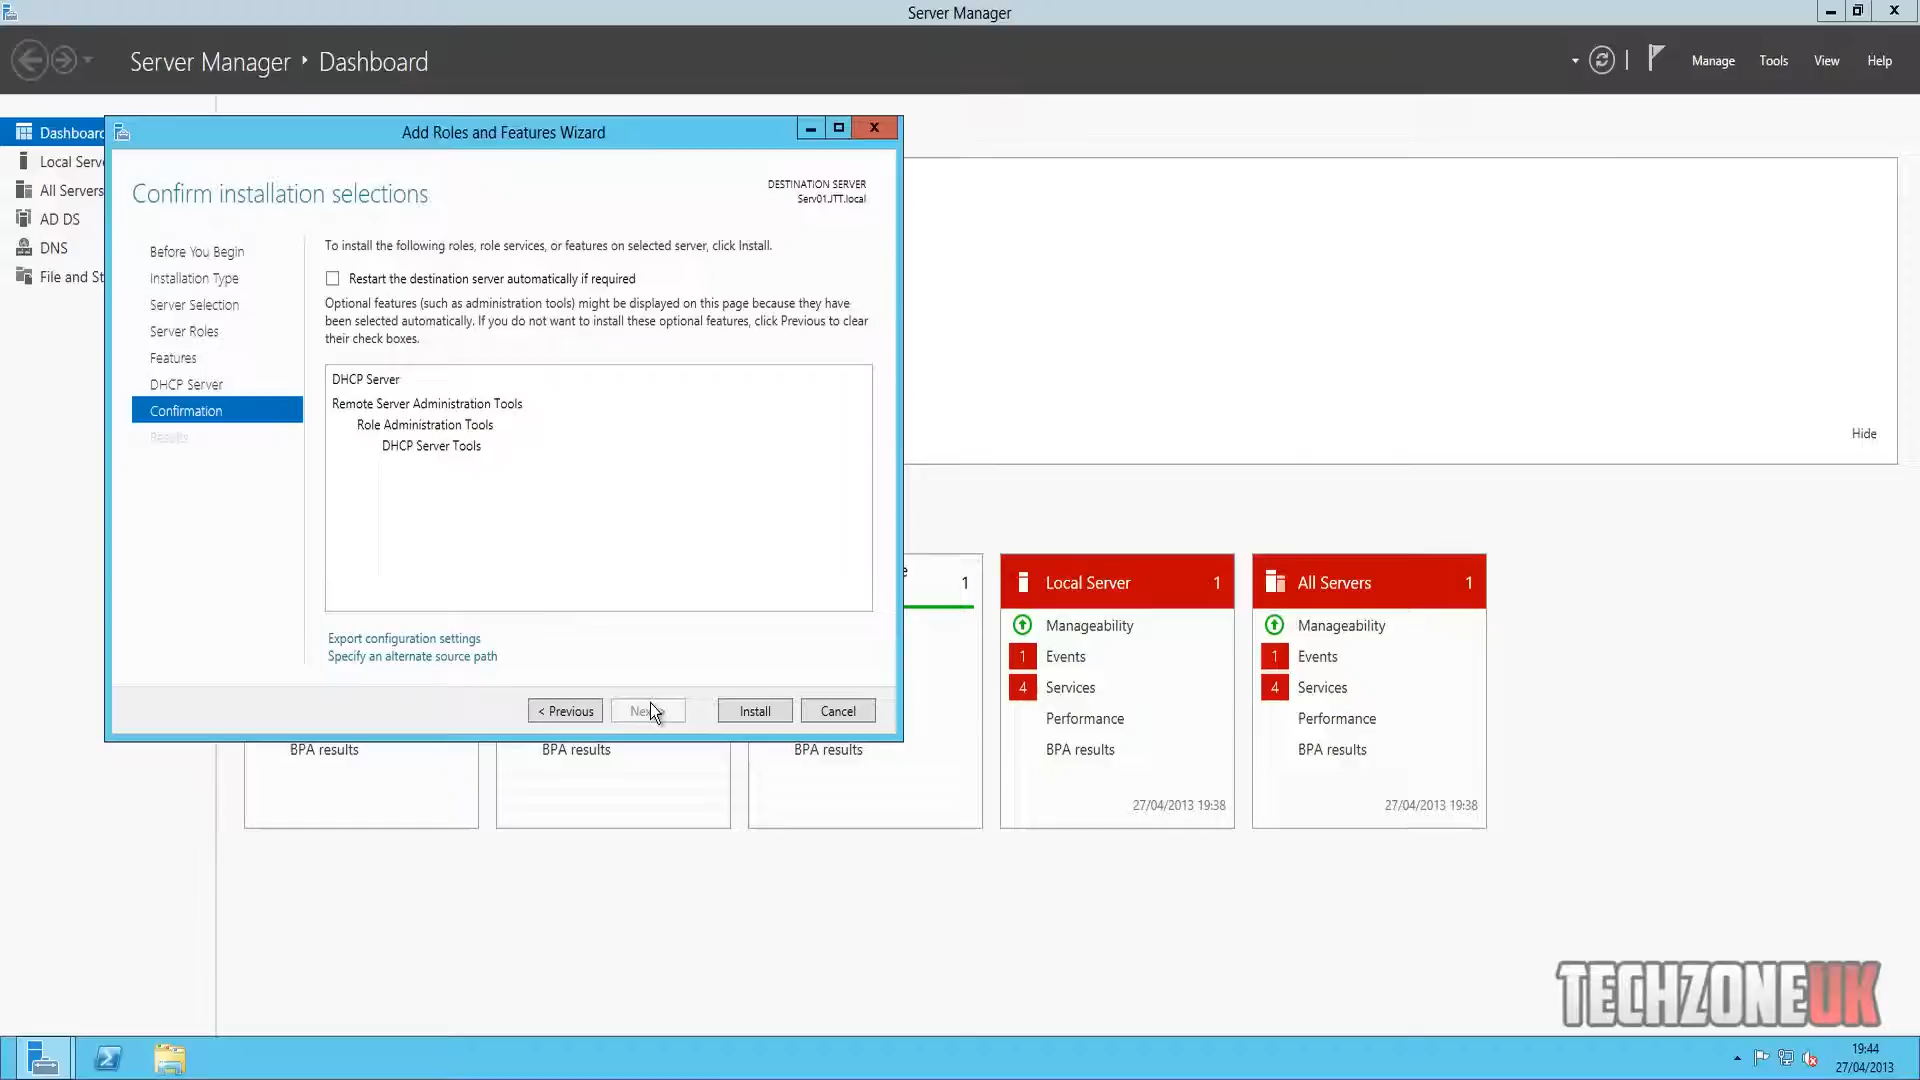 Server Manager
Server Manager ‣ Dashboard
Manage
Tools
View
Help
Dashboard
Local Serv
All Servers
AD DS
DNS
File and St
Add Roles and Features Wizard
Confirm installation selections
DESTINATION SERVER
Serv01.JTT.local
Before You Begin
Installation Type
Server Selection
Server Roles
Features
DHCP Server
Confirmation
Results
To install the following roles, role services, or features on selected server, click Install.
Restart the destination server automatically if required
Optional features (such as administration tools) might be displayed on this page because they have
been selected automatically. If you do not want to install these optional features, click Previous to clear
their check boxes.
DHCP Server
Remote Server Administration Tools
Role Administration Tools
DHCP Server Tools
Export configuration settings
Specify an alternate source path
< Previous
Install
Cancel
Hide
e
1
BPA results
BPA results
BPA results
Local Server 1
Manageability
1 Events
4 Services
Performance
BPA results
27/04/2013 19:38
All Servers 1
Manageability
1 Events
4 Services
Performance
BPA results
27/04/2013 19:38
TECHZONEUK
19:44
27/04/2013